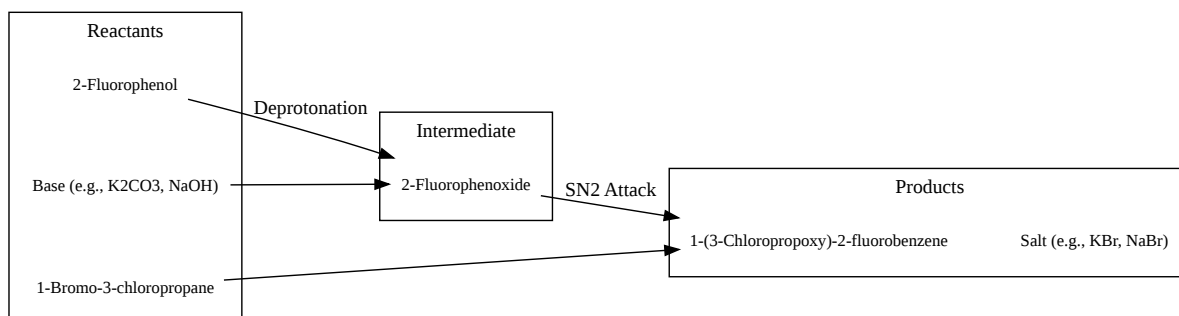 Reactants
2-Fluorophenol
Deprotonation
Intermediate
Base (e.g., K2CO3, NaOH)
2-Fluorophenoxide
SN2 Attack
Products
1-(3-Chloropropoxy)-2-fluorobenzene
Salt (e.g., KBr, NaBr)
1-Bromo-3-chloropropane